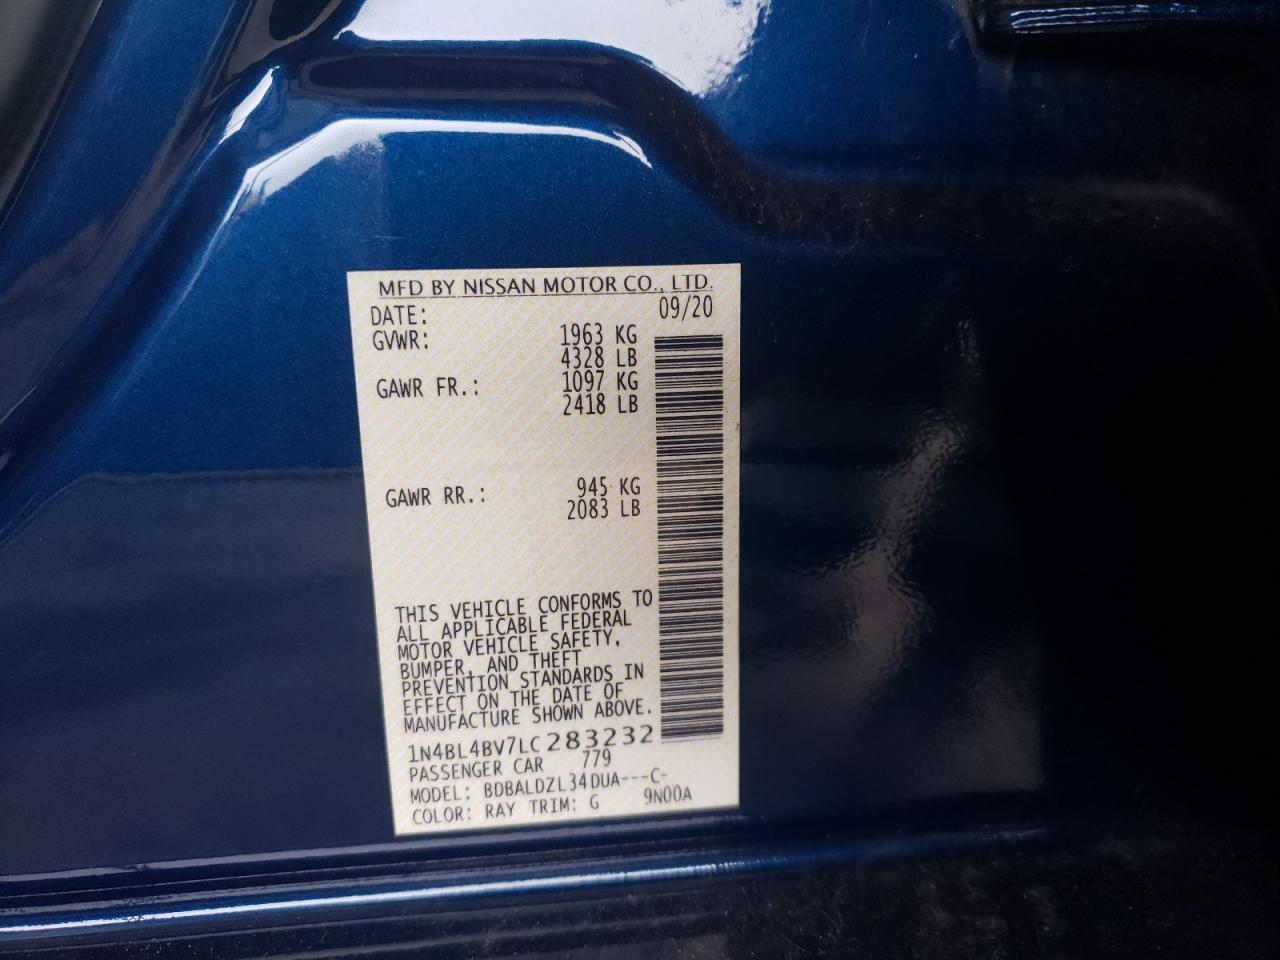 MFD BY NISSAN MOTOR CO., LTD.
DATE: 09/20
GVWR: 1963 KG
4328 LB
GAWR FR.: 1097 KG
2418 LB
GAWR RR.: 945 KG
2083 LB
THIS VEHICLE CONFORMS TO
ALL APPLICABLE FEDERAL
MOTOR VEHICLE SAFETY,
BUMPER, AND THEFT
PREVENTION STANDARDS IN
EFFECT ON THE DATE OF
MANUFACTURE SHOWN ABOVE.
1N4BL4BV7LC283232
PASSENGER CAR 779
MODEL: BDBALDZL34DUA---C-
COLOR: RAY TRIM: G 9N00A